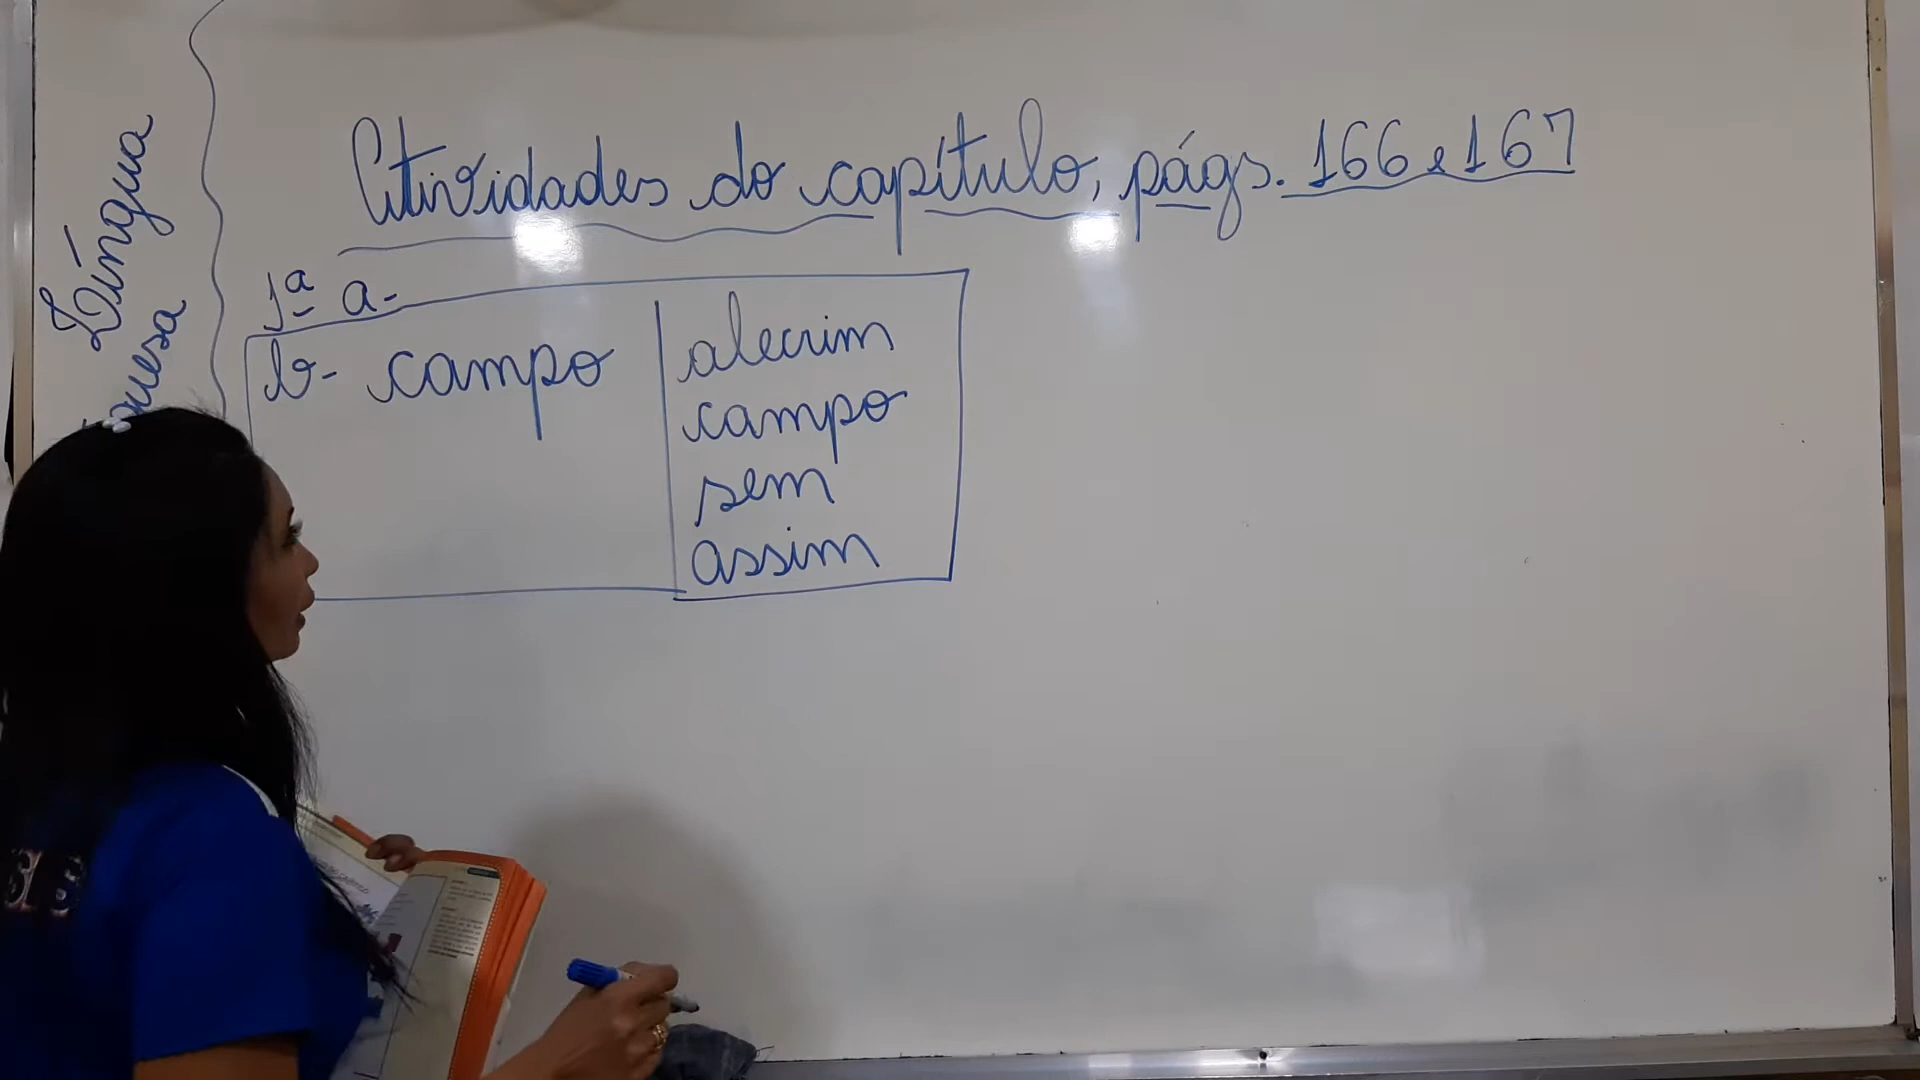 Língua
Atividades do capítulo, págs. 166 e 167
1ª a-
b- campo
alecrim
campo
sem
assim